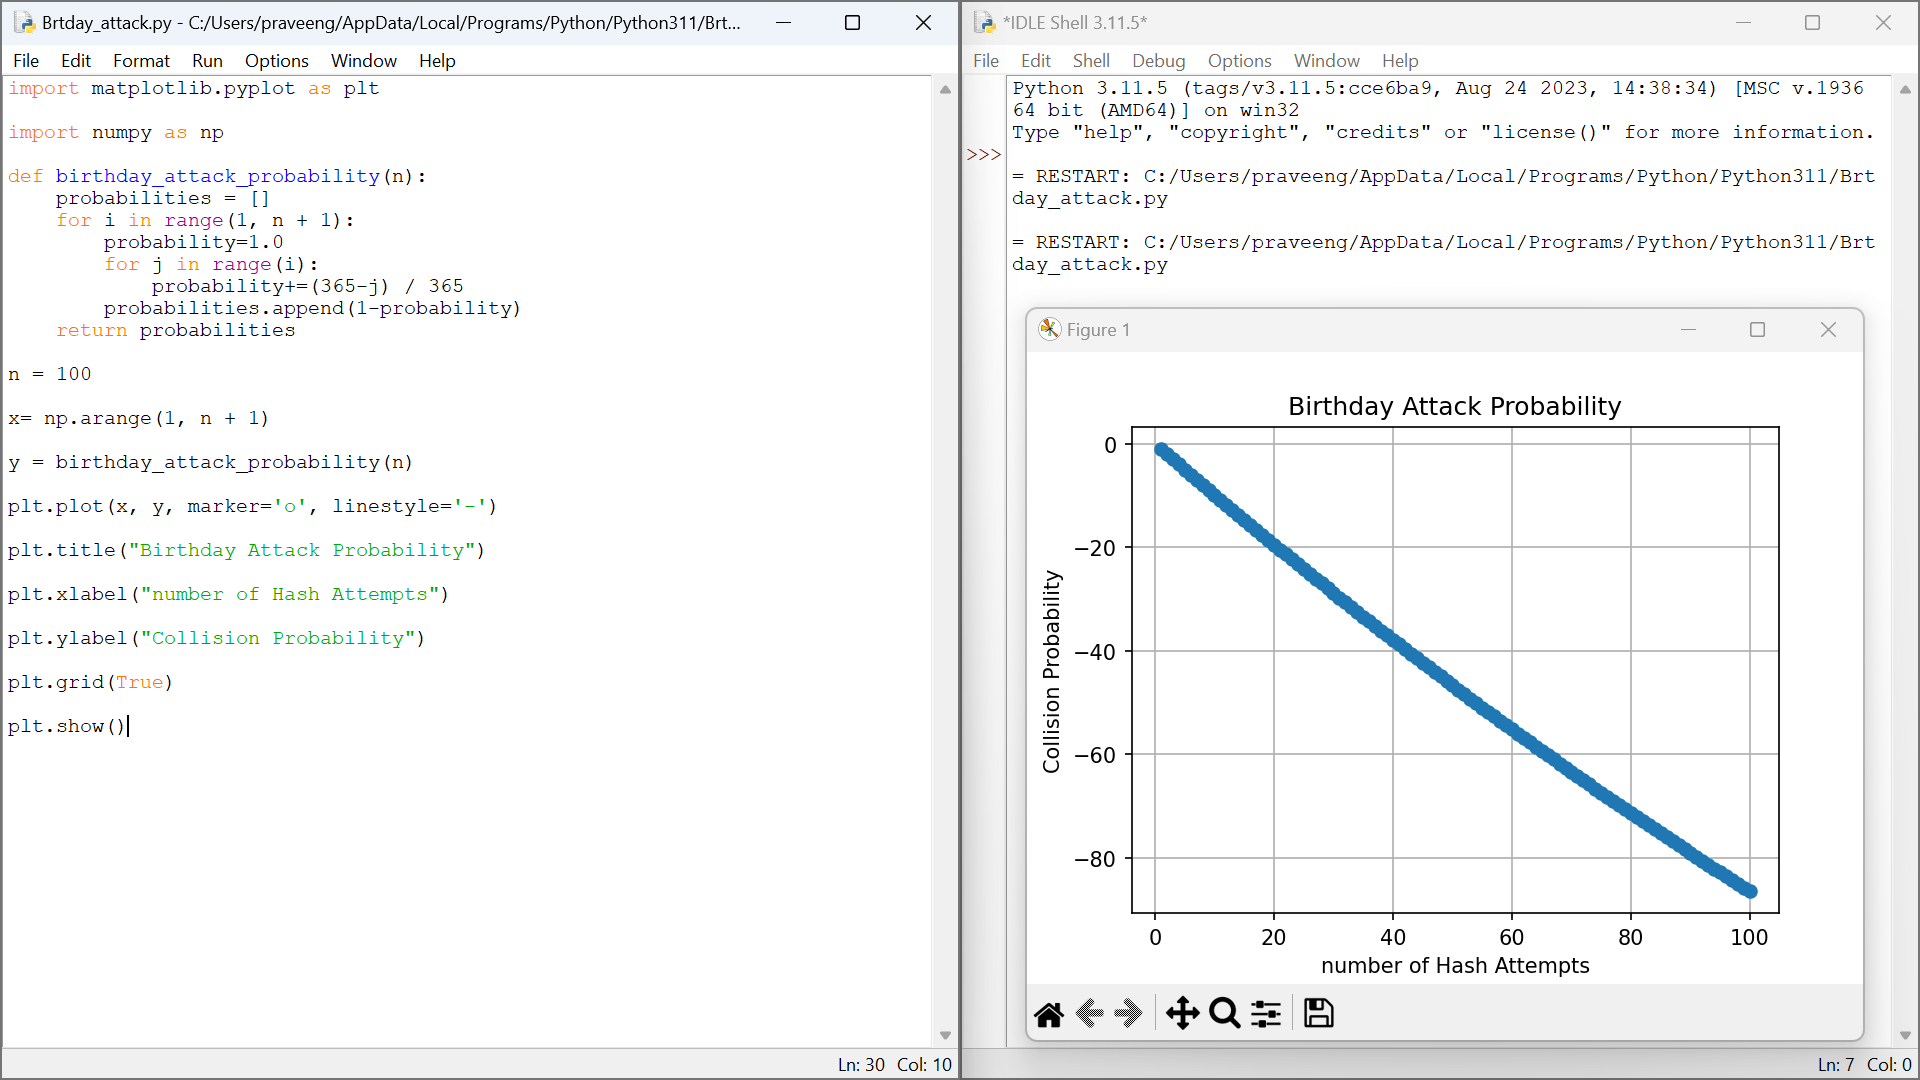 Brtday_attack.py - C:/Users/praveeng/AppData/Local/Programs/Python/Python311/Brt...
File Edit Format Run Options Window Help
import matplotlib.pyplot as plt
import numpy as np
def birthday_attack_probability(n):
    probabilities = []
    for i in range(1, n + 1):
        probability=1.0
        for j in range(i):
            probability+=(365-j) / 365
        probabilities.append(1-probability)
    return probabilities
n = 100
x= np.arange(1, n + 1)
y = birthday_attack_probability(n)
plt.plot(x, y, marker='o', linestyle='-')
plt.title("Birthday Attack Probability")
plt.xlabel("number of Hash Attempts")
plt.ylabel("Collision Probability")
plt.grid(True)
plt.show()
Ln: 30 Col: 10
*IDLE Shell 3.11.5*
File Edit Shell Debug Options Window Help
Python 3.11.5 (tags/v3.11.5:cce6ba9, Aug 24 2023, 14:38:34) [MSC v.1936
64 bit (AMD64)] on win32
Type "help", "copyright", "credits" or "license()" for more information.
>>>
= RESTART: C:/Users/praveeng/AppData/Local/Programs/Python/Python311/Brt
day_attack.py
= RESTART: C:/Users/praveeng/AppData/Local/Programs/Python/Python311/Brt
day_attack.py
Figure 1
Birthday Attack Probability
Collision Probability
0
−20
−40
−60
−80
0 20 40 60 80 100
number of Hash Attempts
Ln: 7 Col: 0